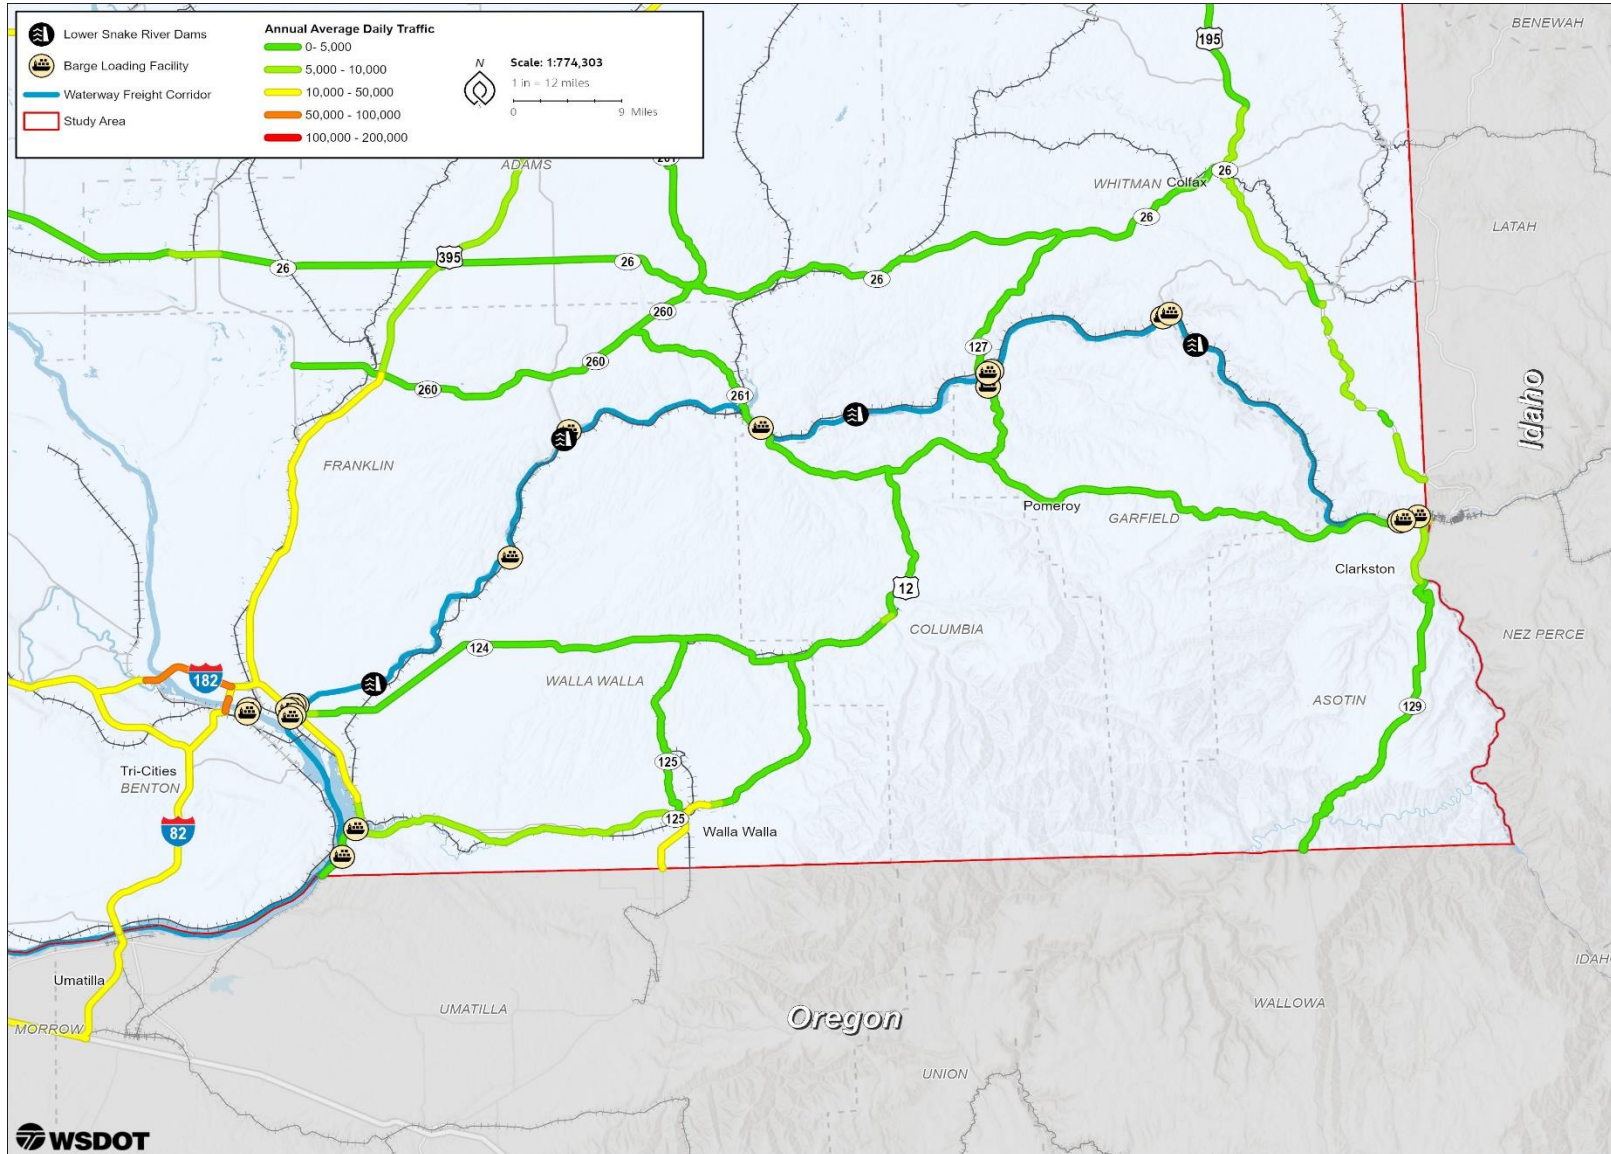 Lower Snake River Dams
Barge Loading Facility
Waterway Freight Corridor
Study Area
Annual Average Daily Traffic
0- 5,000
5,000 - 10,000
10,000 - 50,000
50,000 - 100,000
100,000 - 200,000
N
S
Scale: 1:774,303
1 in = 12 miles
0
9 Miles
195
BENEWAH
ADAMS
WHITMAN
Colfax
26
26
LATAH
395
26
26
26
260
127
260
260
261
Idaho
FRANKLIN
Pomeroy
GARFIELD
Clarkston
12
COLUMBIA
NEZ PERCE
124
182
WALLA WALLA
ASOTIN
129
Tri-Cities
BENTON
125
82
125
Walla Walla
Umatilla
UMATILLA
Oregon
WALLOWA
MORROW
UNION
WSDOT